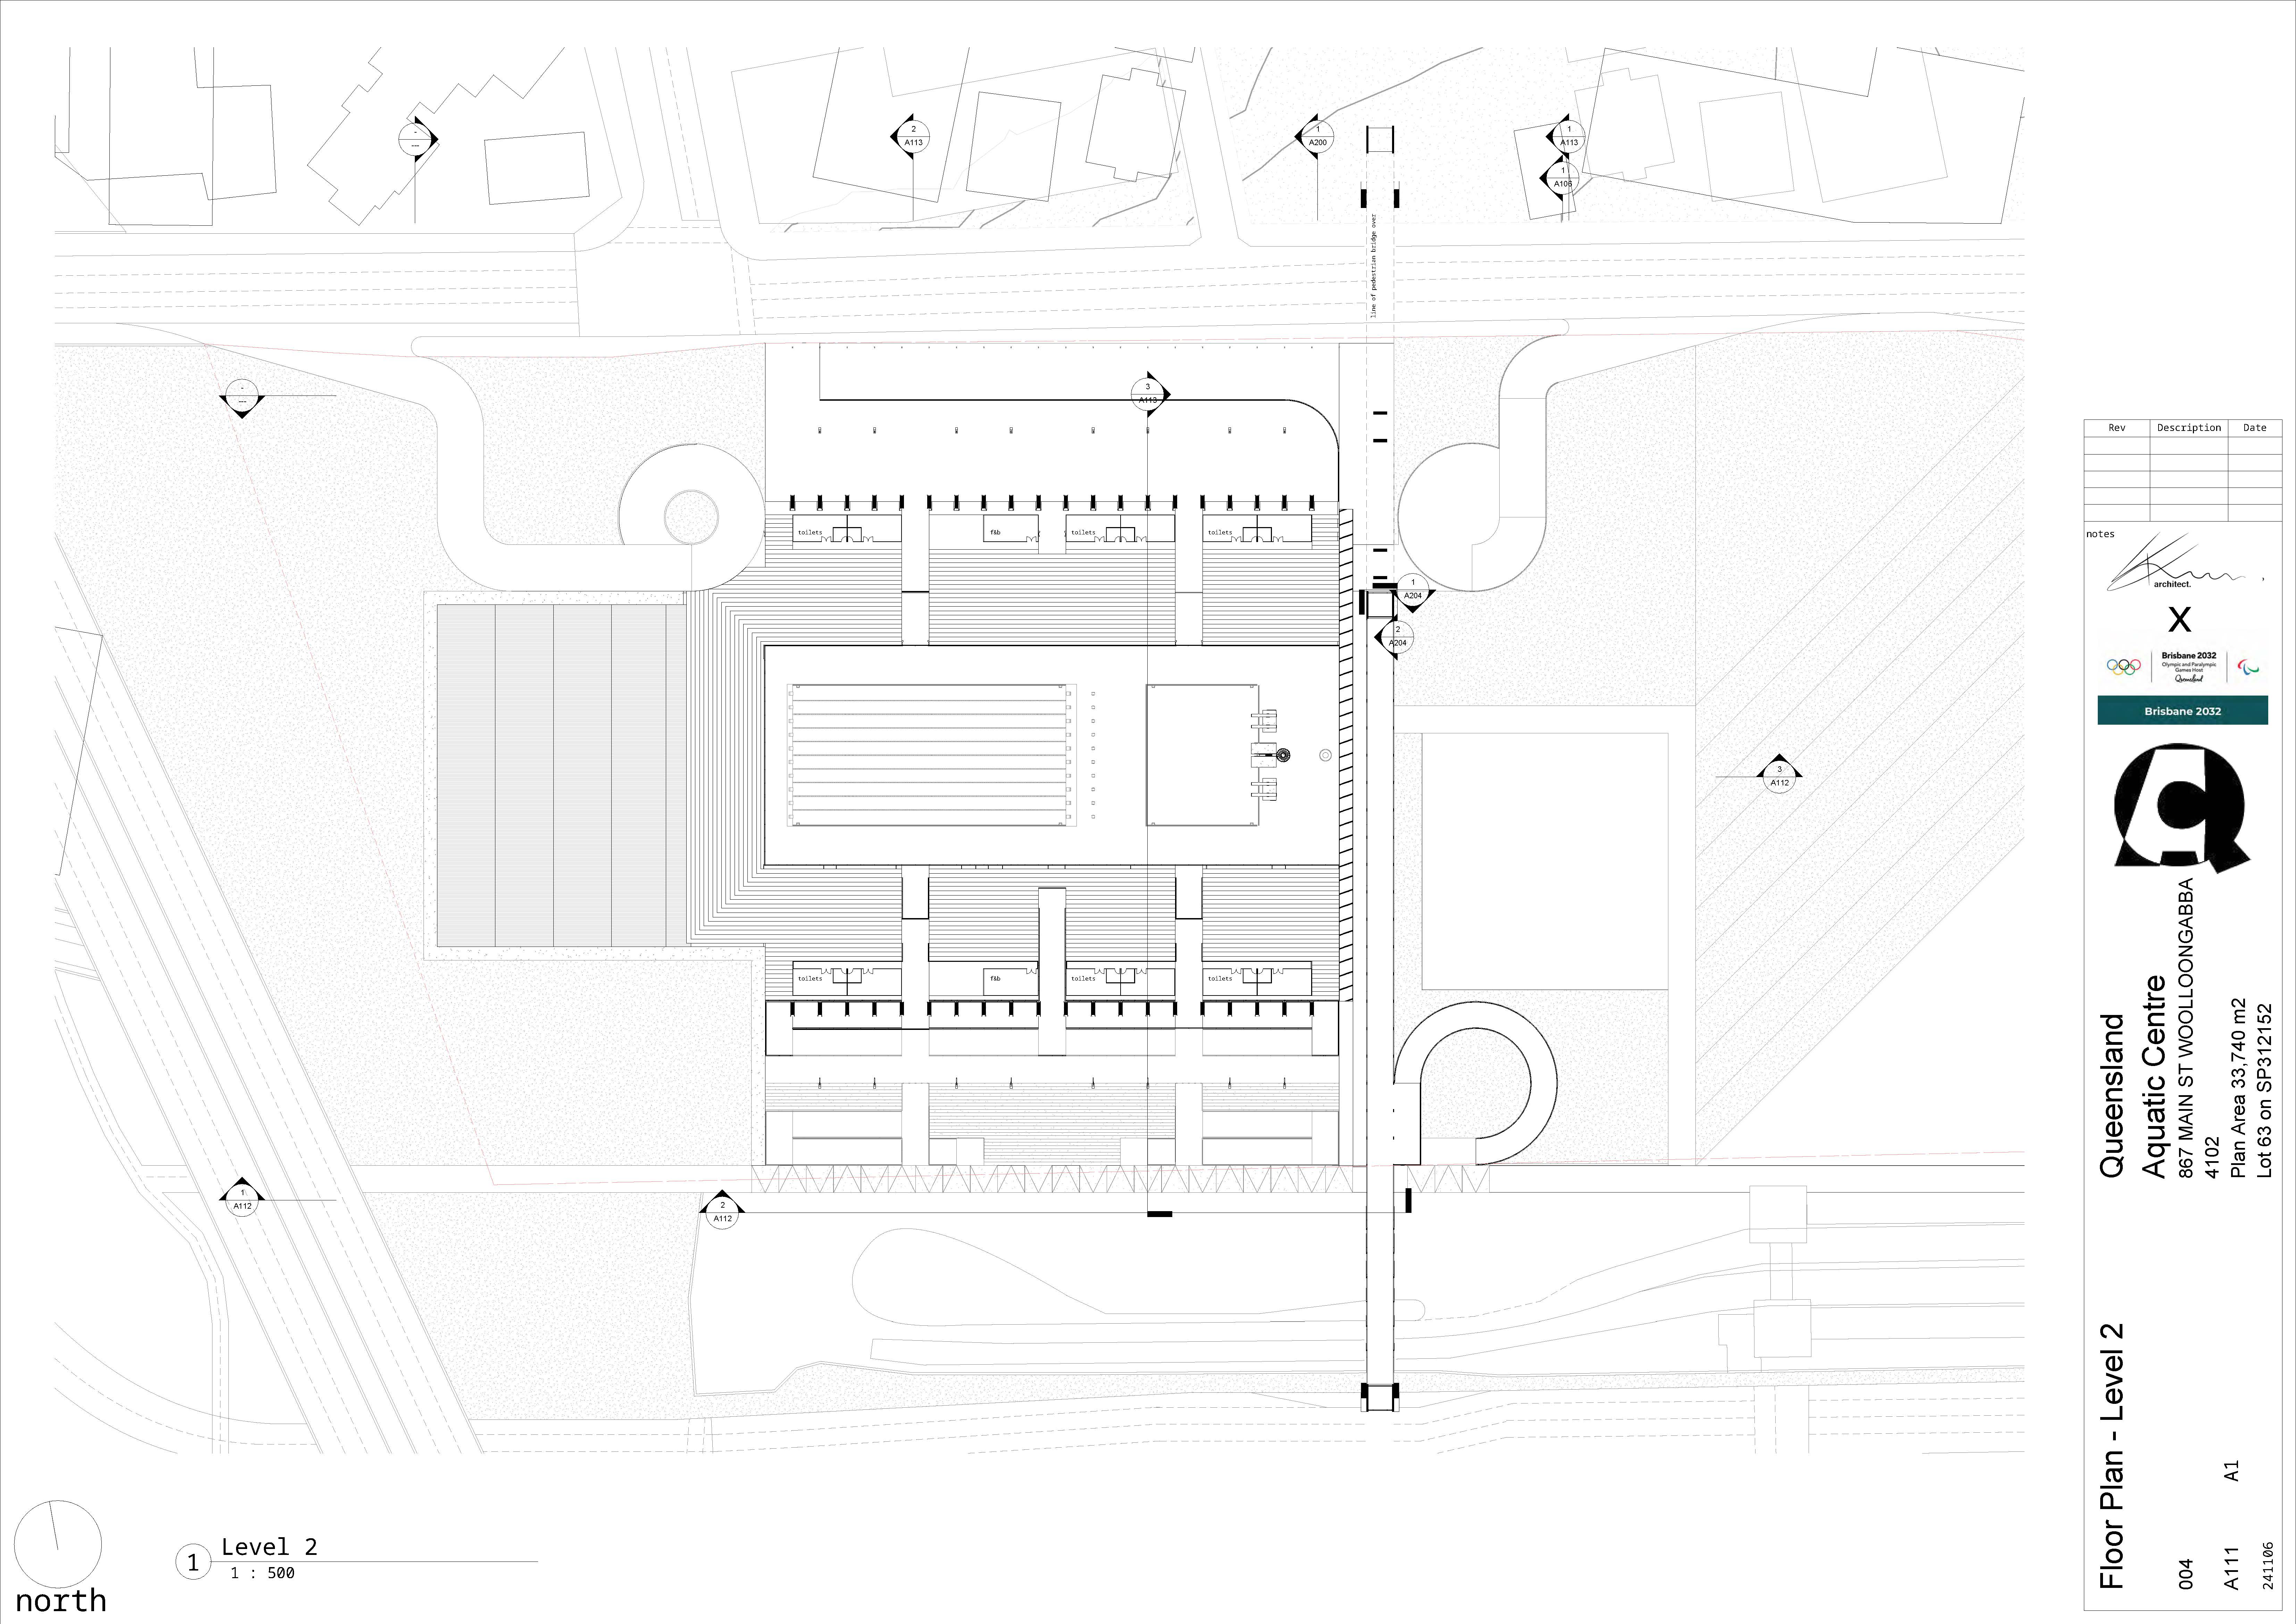 -
---
2
A113
1
A200
1
A113
1
A106
line of pedestrian bridge over
-
---
3
A113
toilets
f&b
toilets
toilets
1
A204
2
A204
3
A112
toilets
f&b
toilets
toilets
1
A112
2
A112
north
1
Level 2
1 : 500
Rev Description Date
notes
architect.
X
Brisbane 2032
Olympic and Paralympic
Games Host
Queensland
Brisbane 2032
Queensland
Aquatic Centre
867 MAIN ST WOOLLOONGABBA
4102
Plan Area 33,740 m2
Lot 63 on SP312152
Floor Plan - Level 2
004
A111 A1
241106